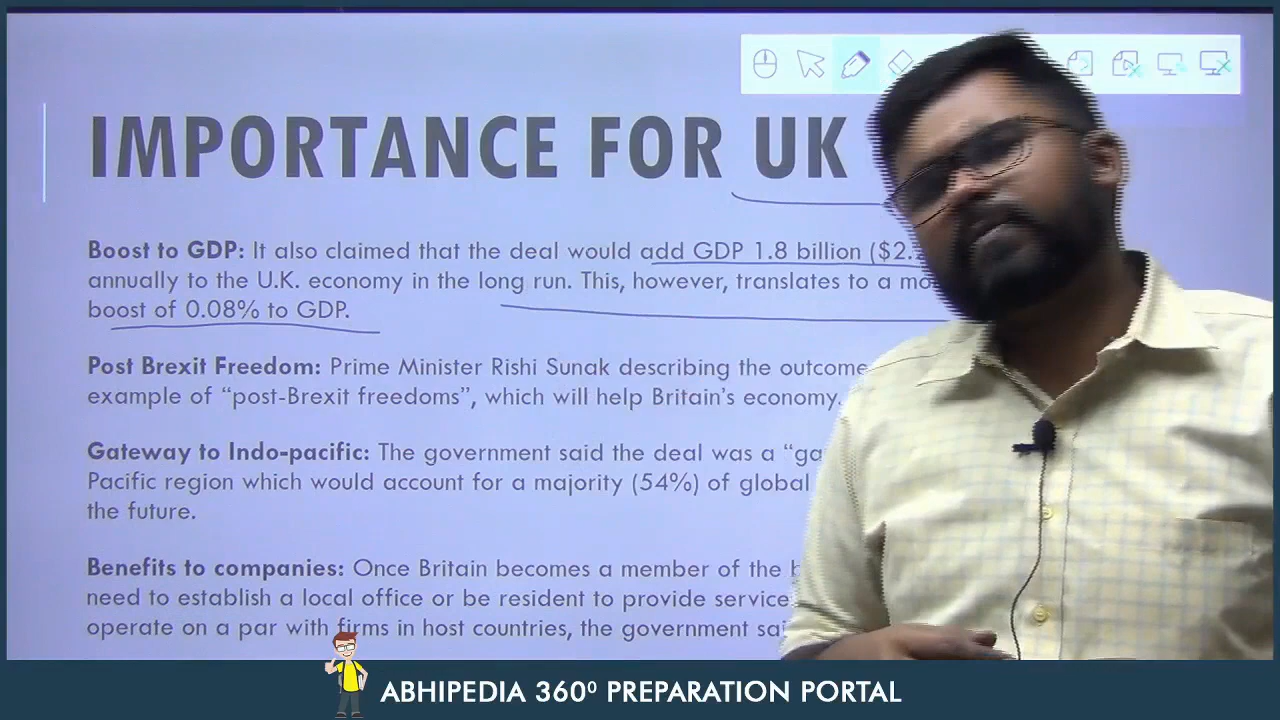 IMPORTANCE FOR UK
Boost to GDP: It also claimed that the deal would add GDP 1.8 billion ($2.
annually to the U.K. economy in the long run. This, however, translates to a
boost of 0.08% to GDP.
Post Brexit Freedom: Prime Minister Rishi Sunak describing the outcome
example of “post-Brexit freedoms”, which will help Britain’s economy.
Gateway to Indo-pacific: The government said the deal was a
Pacific region which would account for a majority (54%) of global
the future.
Benefits to companies: Once Britain becomes a member of the
need to establish a local office or be resident to provide
operate on a par with firms in host countries, the government
ABHIPEDIA 360⁰ PREPARATION PORTAL